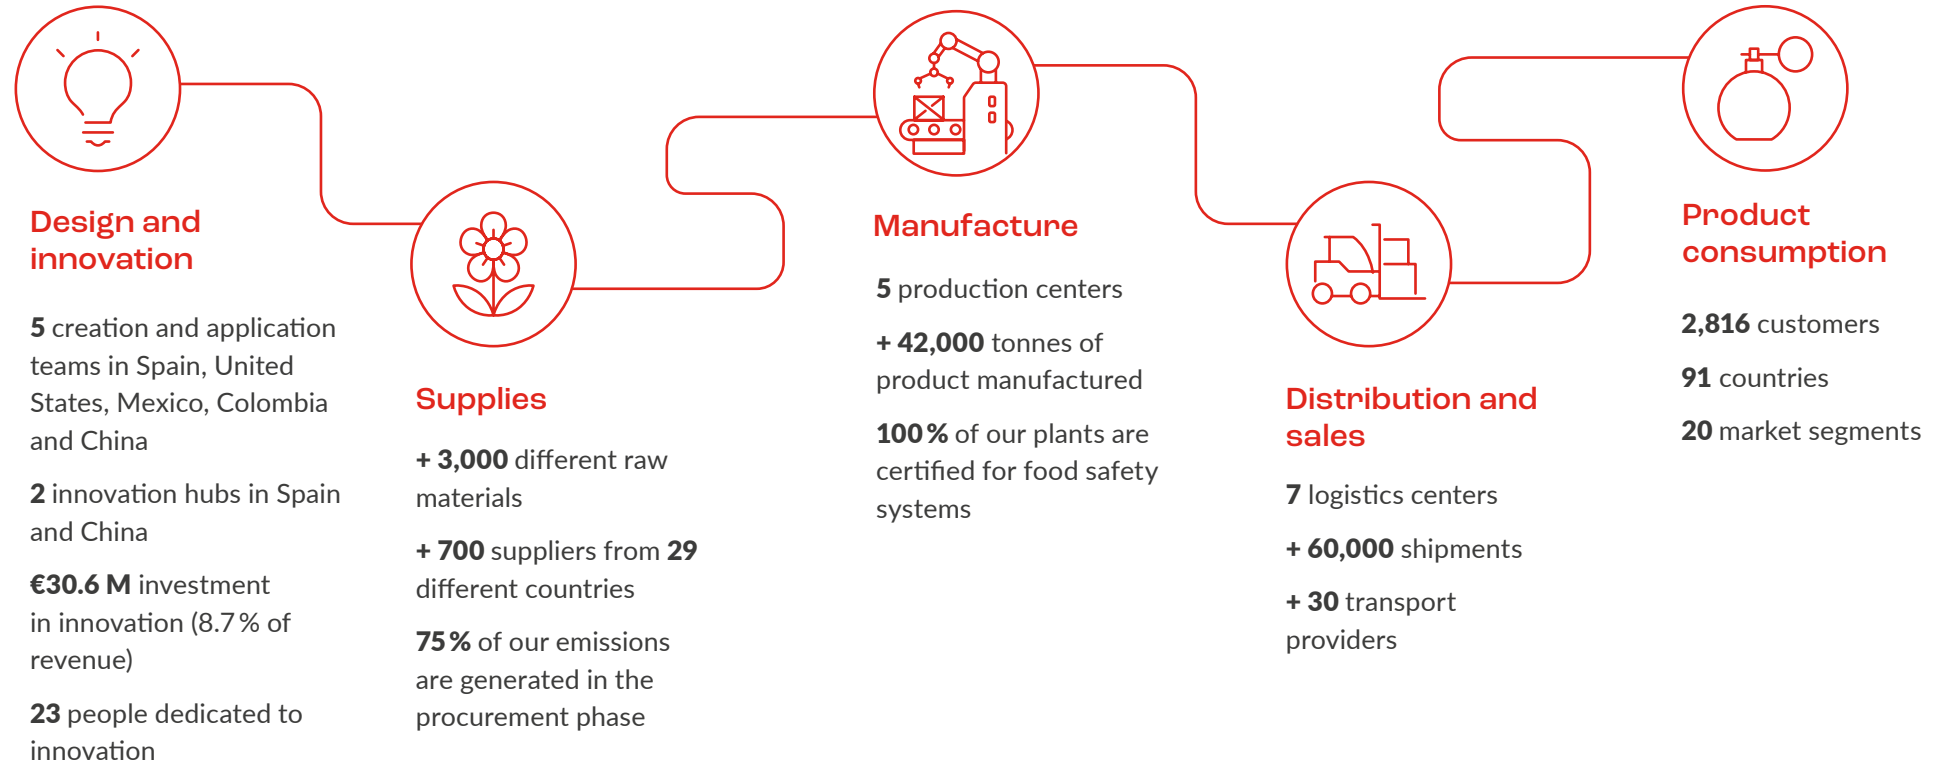 Design and
innovation
5 creation and application
teams in Spain, United
States, Mexico, Colombia
and China
2 innovation hubs in Spain
and China
€30.6 M investment
in innovation (8.7 % of
revenue)
23 people dedicated to
innovation
Supplies
+ 3,000 different raw
materials
+ 700 suppliers from 29
different countries
75 % of our emissions
are generated in the
procurement phase
Manufacture
5 production centers
+ 42,000 tonnes of
product manufactured
100 % of our plants are
certified for food safety
systems
Distribution and
sales
7 logistics centers
+ 60,000 shipments
+ 30 transport
providers
Product
consumption
2,816 customers
91 countries
20 market segments